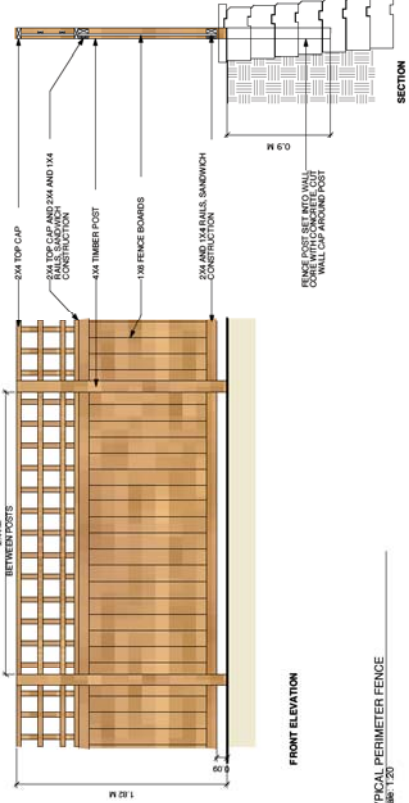 2X4 TOP CAP
2X4 TOP CAP AND 2X4 AND 1X4
RAILS, SANDWICH
CONSTRUCTION
4X4 TIMBER POST
1X6 FENCE BOARDS
2X4 AND 1X4 RAILS, SANDWICH
CONSTRUCTION
FENCE POST SET INTO WALL
CORE WITH CONCRETE, CUT
WALL CAP AROUND POST
0.9 M
SECTION
BETWEEN POSTS
1.82 M
0.09
FRONT ELEVATION
PICAL PERIMETER FENCE
1:20